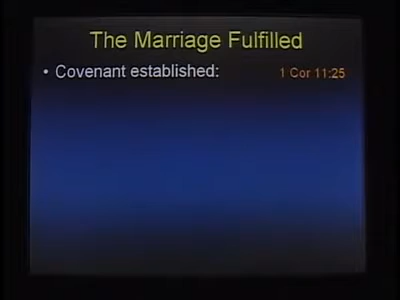 The Marriage Fulfilled
• Covenant established: 1 Cor 11:25